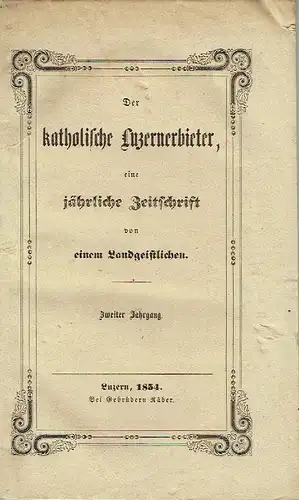 Der
katholische Luzernerbieter,
eine
jährliche Zeitschrift
von
einem Landgeistlichen.
Zweiter Jahrgang.
Luzern, 1854.
Bei Gebrüdern Räber.